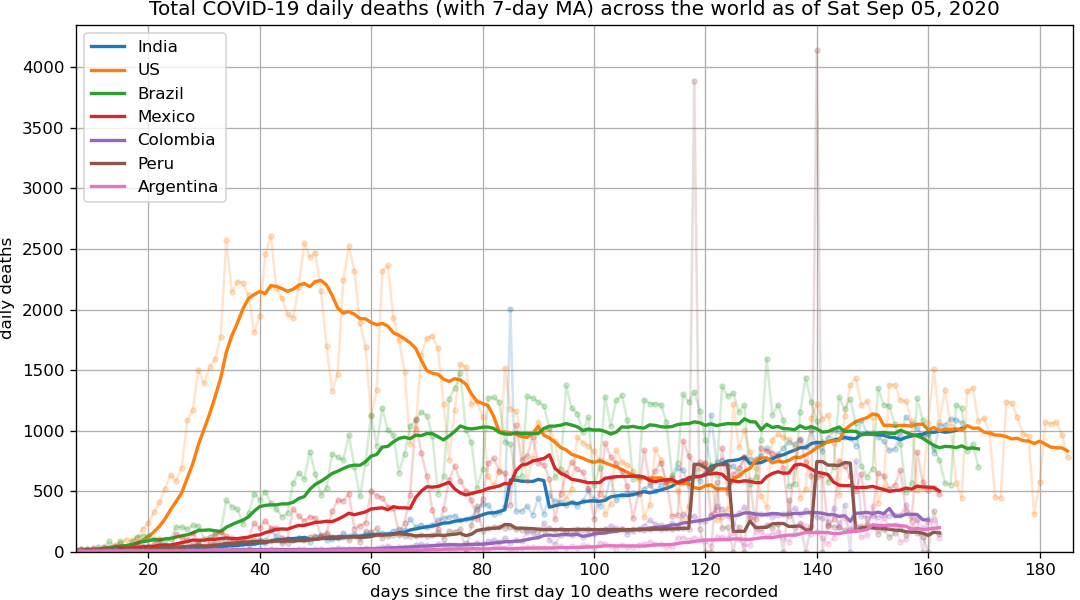 Total COVID-19 daily deaths (with 7-day MA) across the world as of Sat Sep 05, 2020
India
US
Brazil
Mexico
Colombia
Peru
Argentina
daily deaths
4000
3500
3000
2500
2000
1500
1000
500
0
20 40 60 80 100 120 140 160 180
days since the first day 10 deaths were recorded